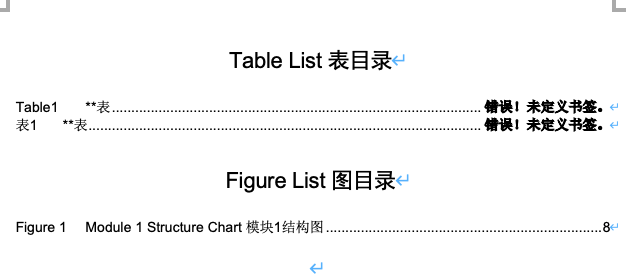 Table List 表目录
Table1 **表........................................................................................ 错误！未定义书签。
表1 **表.............................................................................................. 错误！未定义书签。
Figure List 图目录
Figure 1 Module 1 Structure Chart 模块1结构图..................................................................8